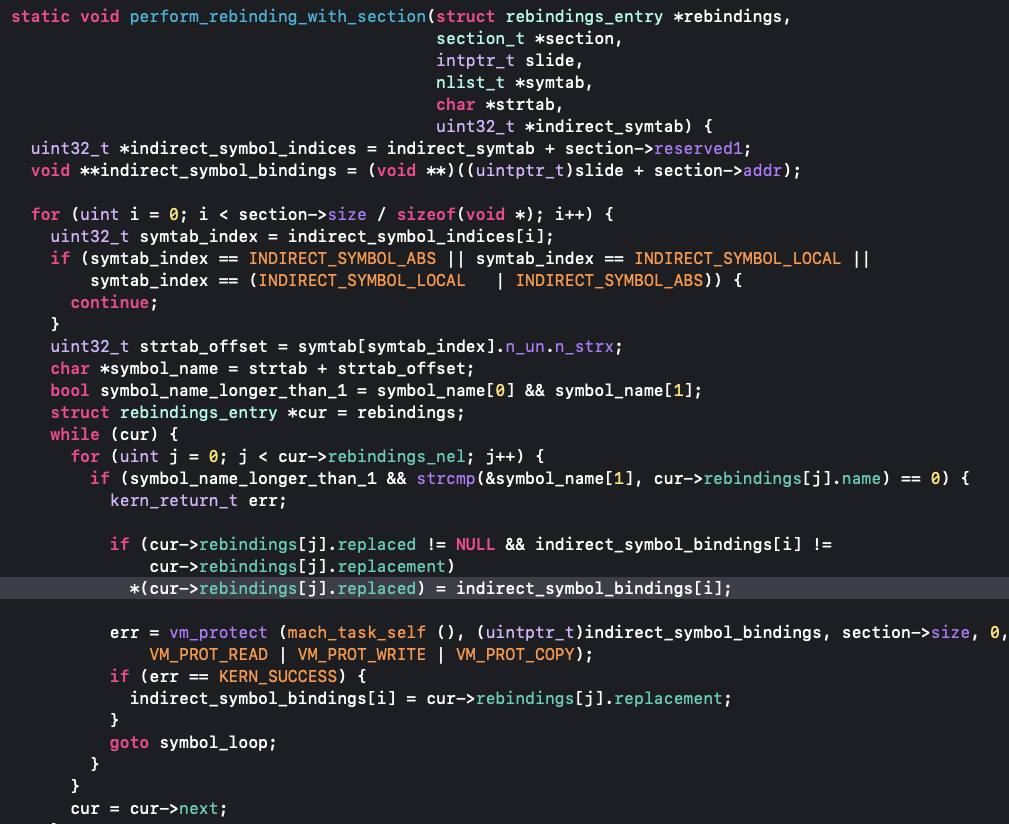 static void perform_rebinding_with_section(struct rebindings_entry *rebindings,
                                           section_t *section,
                                           intptr_t slide,
                                           nlist_t *symtab,
                                           char *strtab,
                                           uint32_t *indirect_symtab) {
  uint32_t *indirect_symbol_indices = indirect_symtab + section->reserved1;
  void **indirect_symbol_bindings = (void **)((uintptr_t)slide + section->addr);

  for (uint i = 0; i < section->size / sizeof(void *); i++) {
    uint32_t symtab_index = indirect_symbol_indices[i];
    if (symtab_index == INDIRECT_SYMBOL_ABS || symtab_index == INDIRECT_SYMBOL_LOCAL ||
        symtab_index == (INDIRECT_SYMBOL_LOCAL   | INDIRECT_SYMBOL_ABS)) {
      continue;
    }
    uint32_t strtab_offset = symtab[symtab_index].n_un.n_strx;
    char *symbol_name = strtab + strtab_offset;
    bool symbol_name_longer_than_1 = symbol_name[0] && symbol_name[1];
    struct rebindings_entry *cur = rebindings;
    while (cur) {
      for (uint j = 0; j < cur->rebindings_nel; j++) {
        if (symbol_name_longer_than_1 && strcmp(&symbol_name[1], cur->rebindings[j].name) == 0) {
          kern_return_t err;

          if (cur->rebindings[j].replaced != NULL && indirect_symbol_bindings[i] !=
              cur->rebindings[j].replacement)
            *(cur->rebindings[j].replaced) = indirect_symbol_bindings[i];

          err = vm_protect (mach_task_self (), (uintptr_t)indirect_symbol_bindings, section->size, 0,
              VM_PROT_READ | VM_PROT_WRITE | VM_PROT_COPY);
          if (err == KERN_SUCCESS) {
            indirect_symbol_bindings[i] = cur->rebindings[j].replacement;
          }
          goto symbol_loop;
        }
      }
      cur = cur->next;